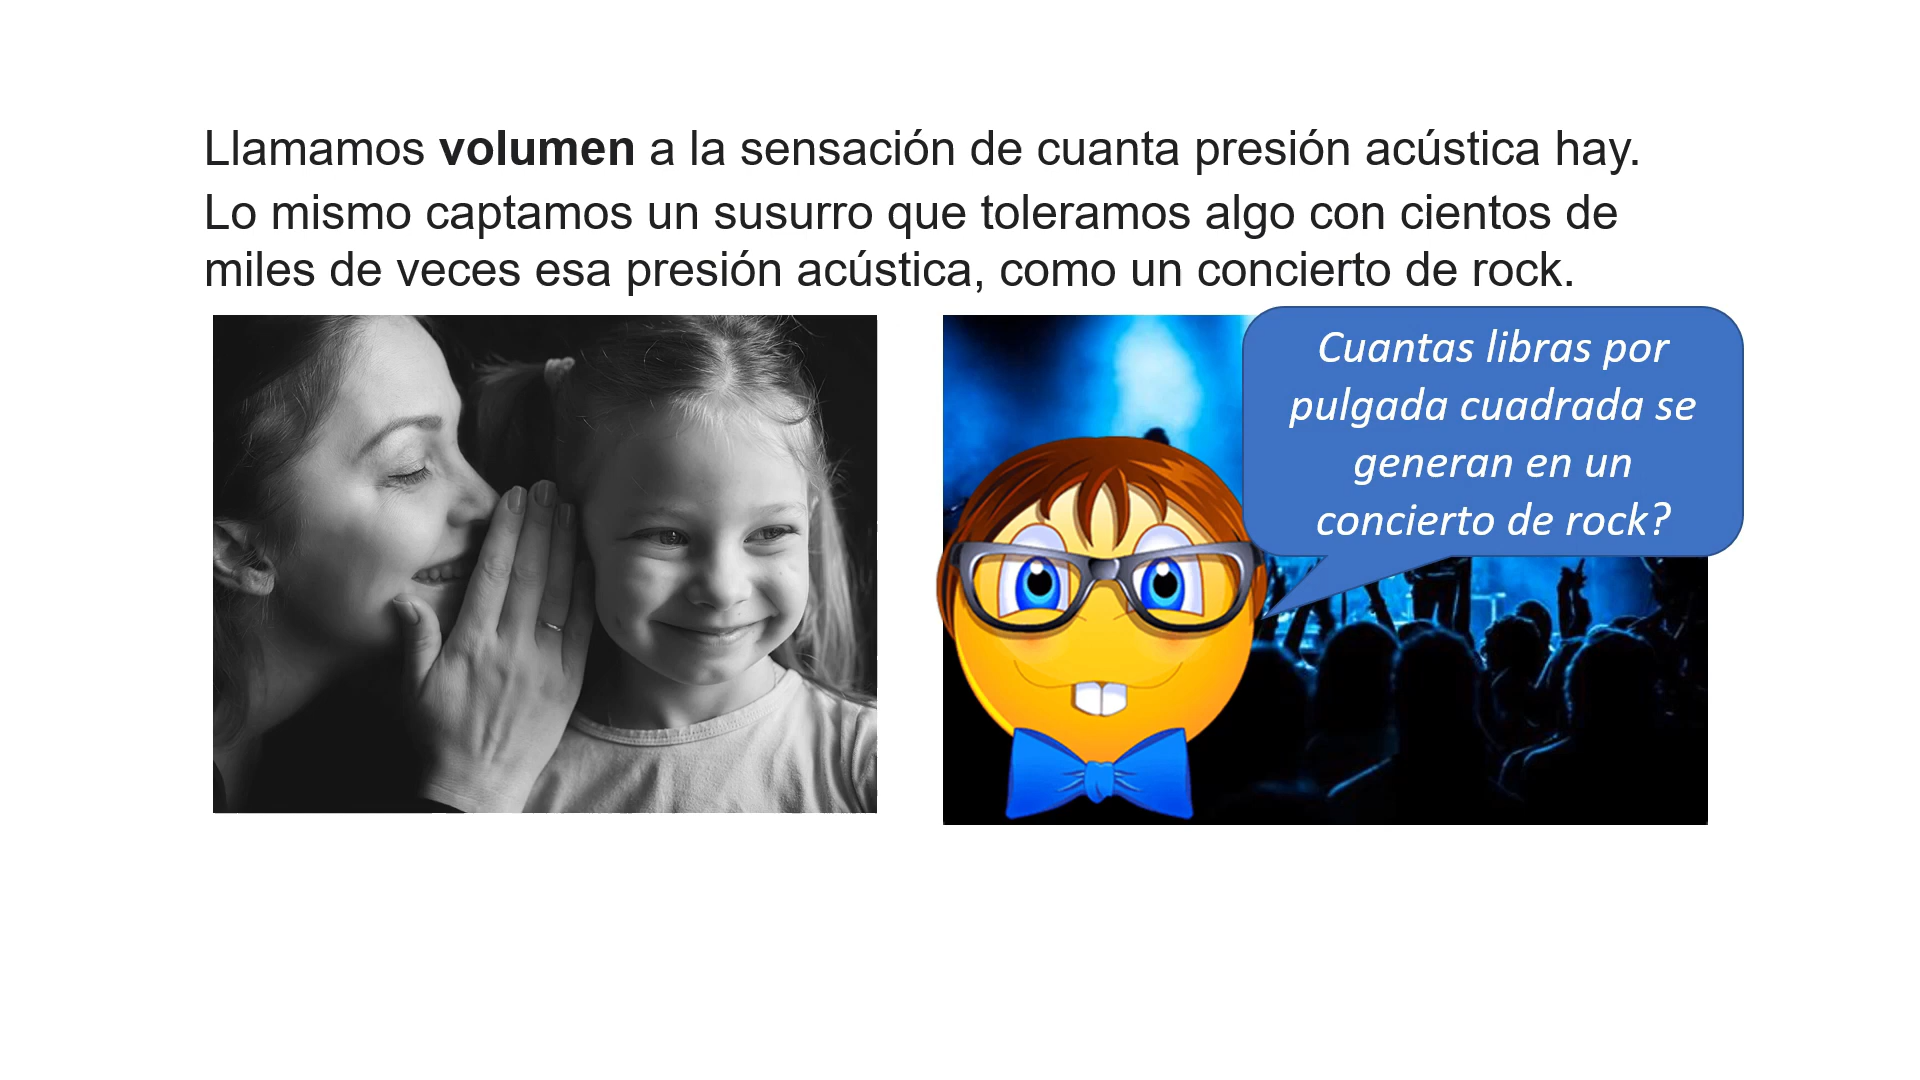 Llamamos volumen a la sensación de cuanta presión acústica hay.
Lo mismo captamos un susurro que toleramos algo con cientos de
miles de veces esa presión acústica, como un concierto de rock.
Cuantas libras por
pulgada cuadrada se
generan en un
concierto de rock?